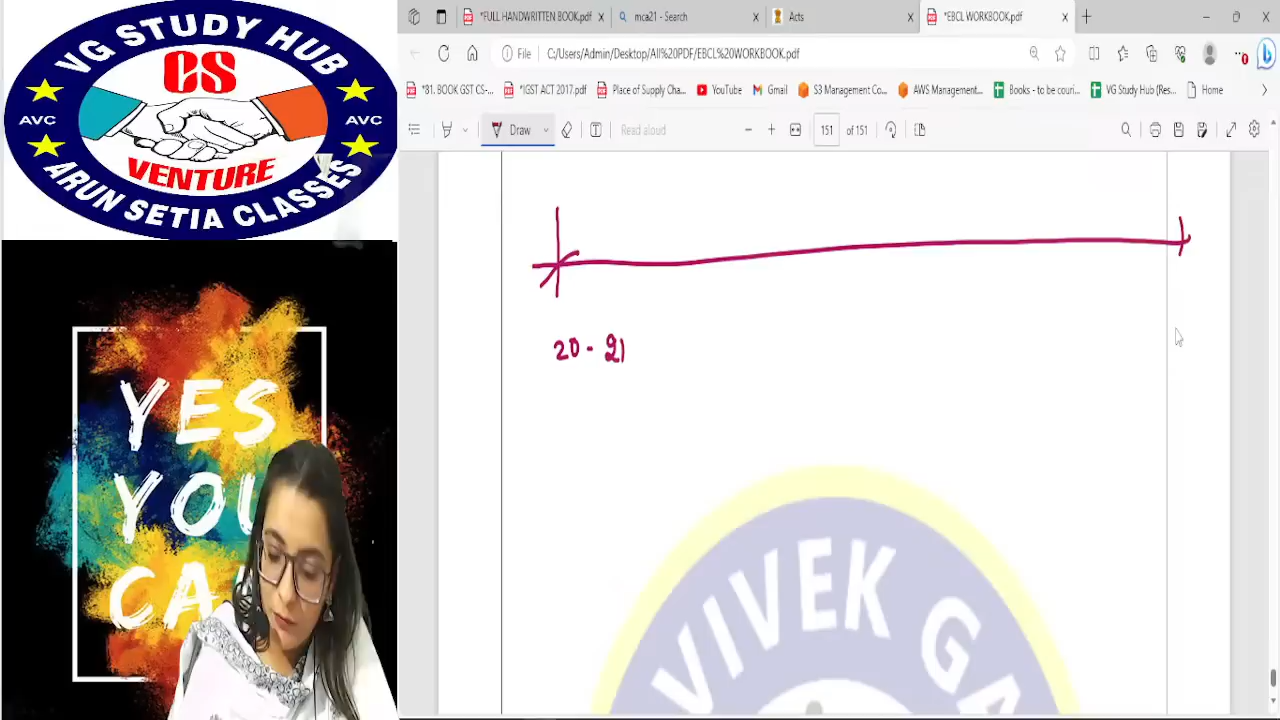 VG STUDY HUB
CS
AVC
AVC
VENTURE
ARUN SETIA CLASSES
YES
YOU
CA
*FULL HANDWRITTEN BOOK.pdf
mca21 - Search
Acts
*EBCL WORKBOOK.pdf
File
C:/Users/Admin/Desktop/All%20PDF/EBCL%20WORKBOOK.pdf
*81. BOOK GST CS-...
*IGST ACT 2017.pdf
Place of Supply Cha...
YouTube
Gmail
S3 Management Co...
AWS Management...
Books - to be couri...
VG Study Hub (Res...
Home
Draw
Read aloud
151 of 151
20 - 21
VIVEK GA